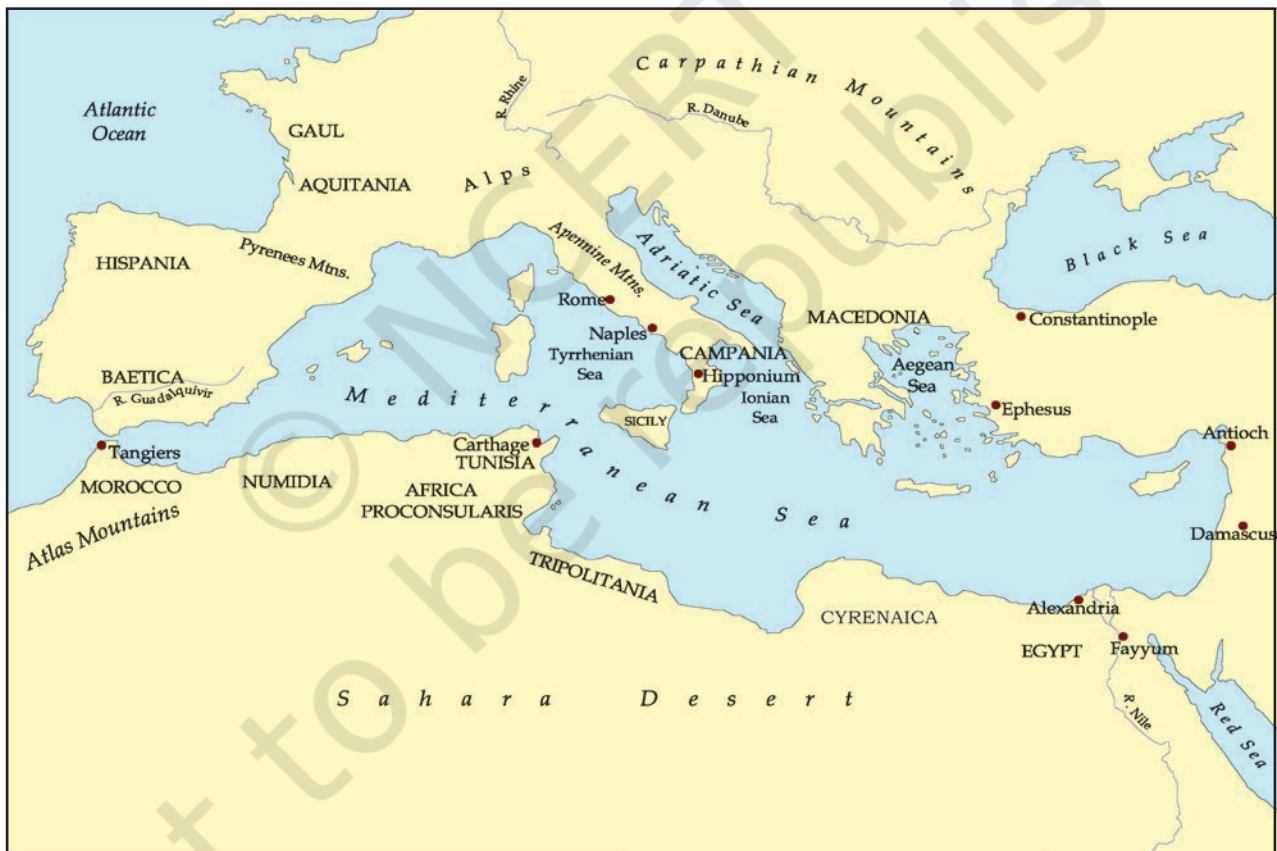 Carpathian Mountains
R. Rhine
R. Danube
Atlantic
Ocean
GAUL
AQUITANIA
Alps
Pyrenees Mtns.
HISPANIA
Apennine Mtns.
Adriatic Sea
Black Sea
Rome
Naples
Tyrrhenian
Sea
CAMPANIA
Hipponium
Ionian
Sea
MACEDONIA
Constantinople
Aegean
Sea
Ephesus
BAETICA
R. Guadalquivir
Mediterranean Sea
SICILY
Antioch
Tangiers
MOROCCO
Atlas Mountains
NUMIDIA
Carthage
TUNISIA
AFRICA
PROCONSULARIS
Damascus
TRIPOLITANIA
CYRENAICA
Alexandria
EGYPT
Fayyum
R. Nile
Red Sea
Sahara Desert
© NCERT
t to be republis